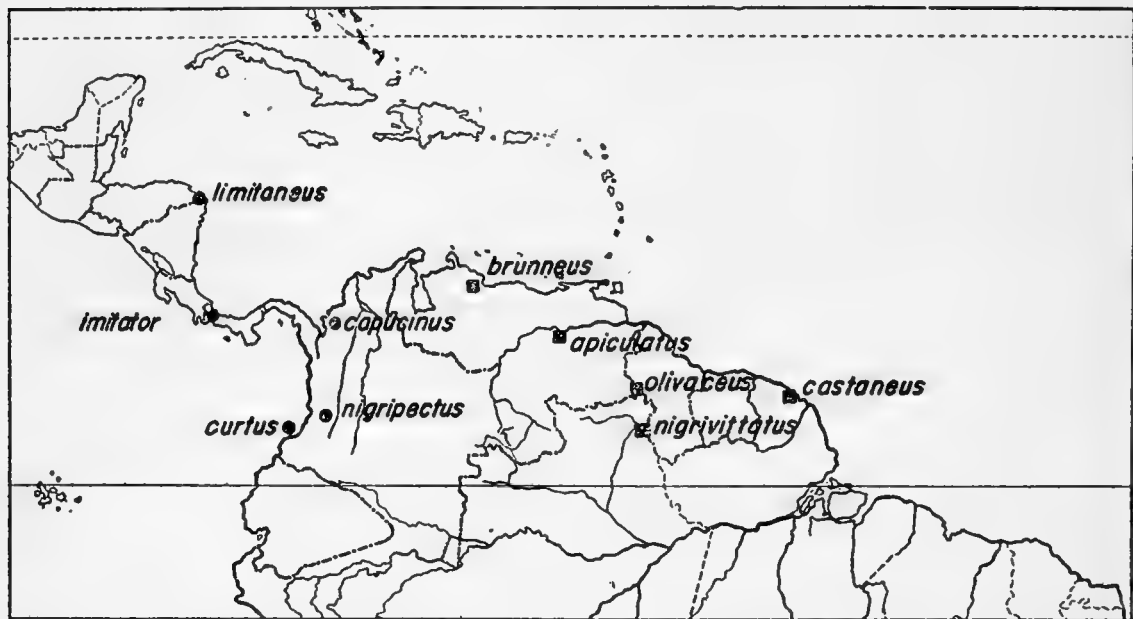 limitaneus
brunneus
imitator
capucinus
apiculatus
olivaceus
castaneus
nigripectus
curtus
nigrivittatus